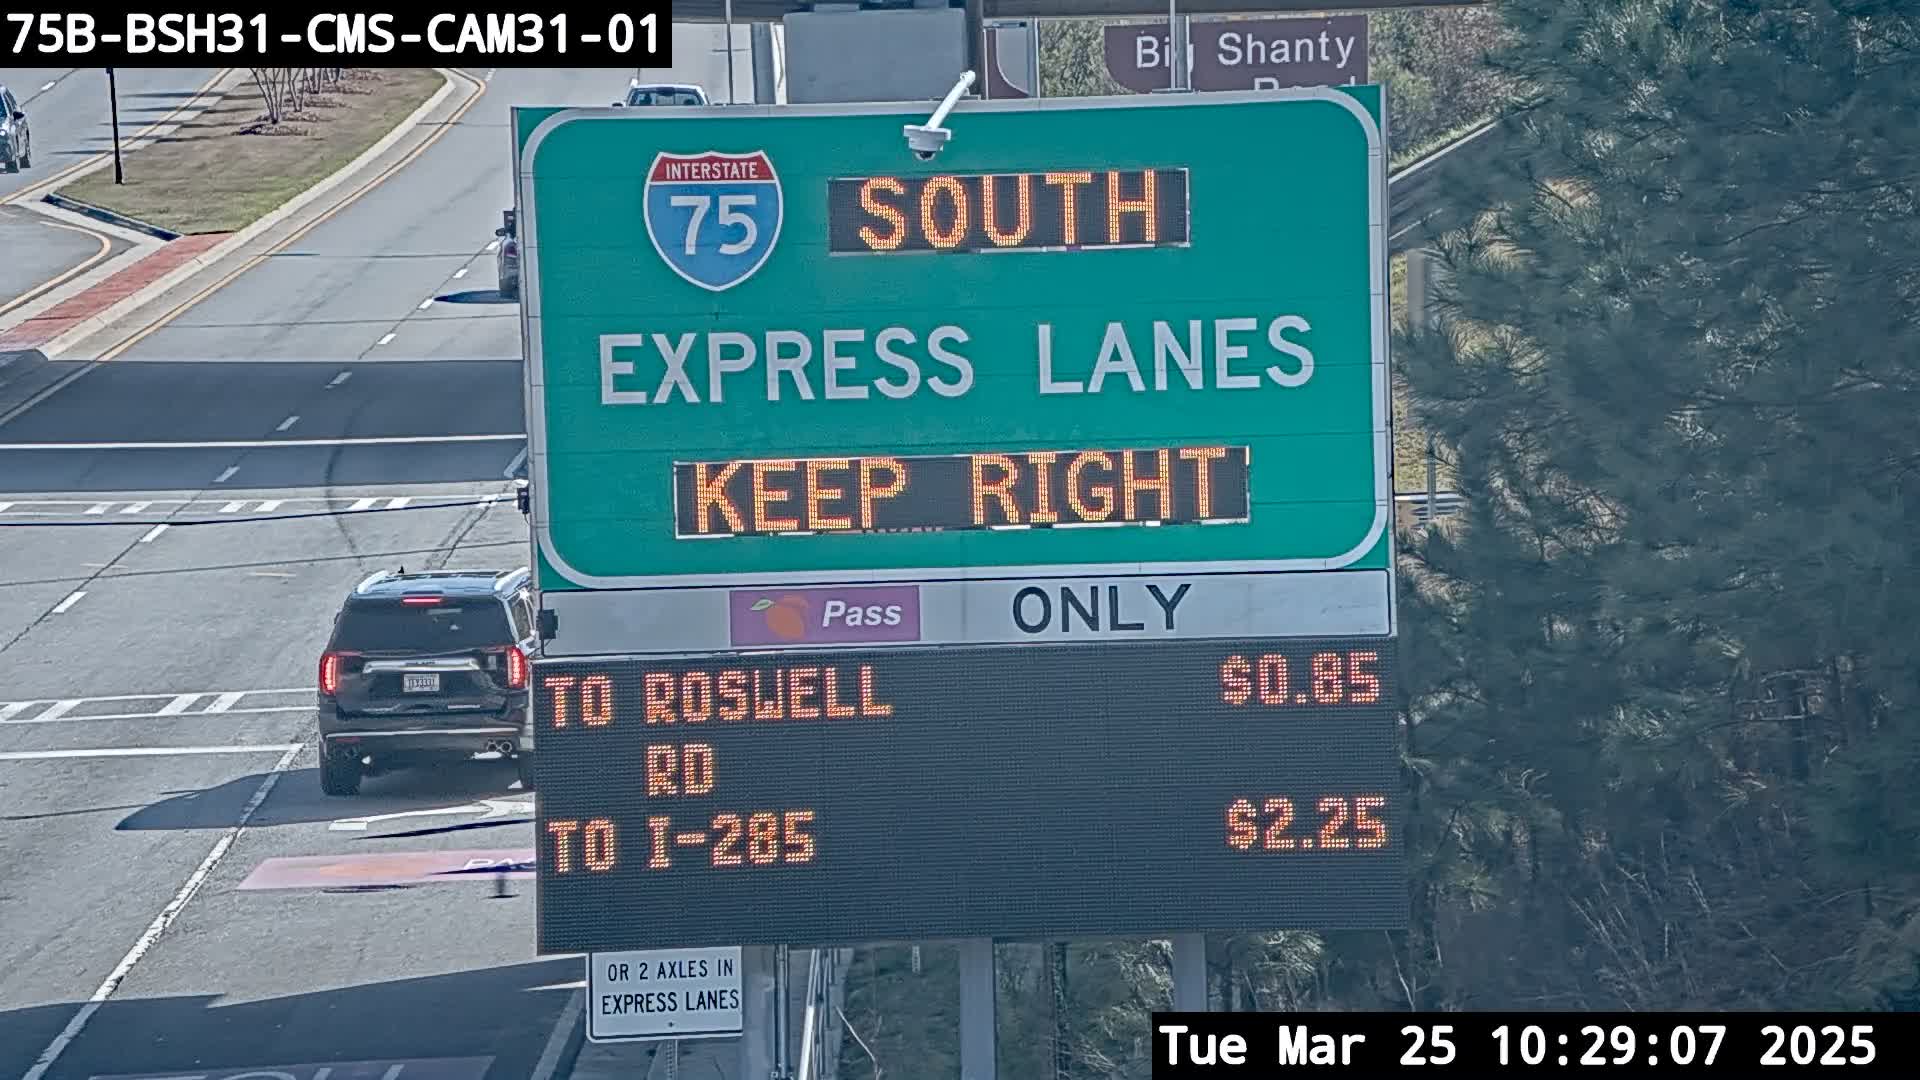 75B-BSH31-CMS-CAM31-01
Big Shanty
Road
INTERSTATE
75
SOUTH
EXPRESS LANES
KEEP RIGHT
Pass ONLY
TO ROSWELL $0.85
RD
TO I-285 $2.25
OR 2 AXLES IN
EXPRESS LANES
Tue Mar 25 10:29:07 2025